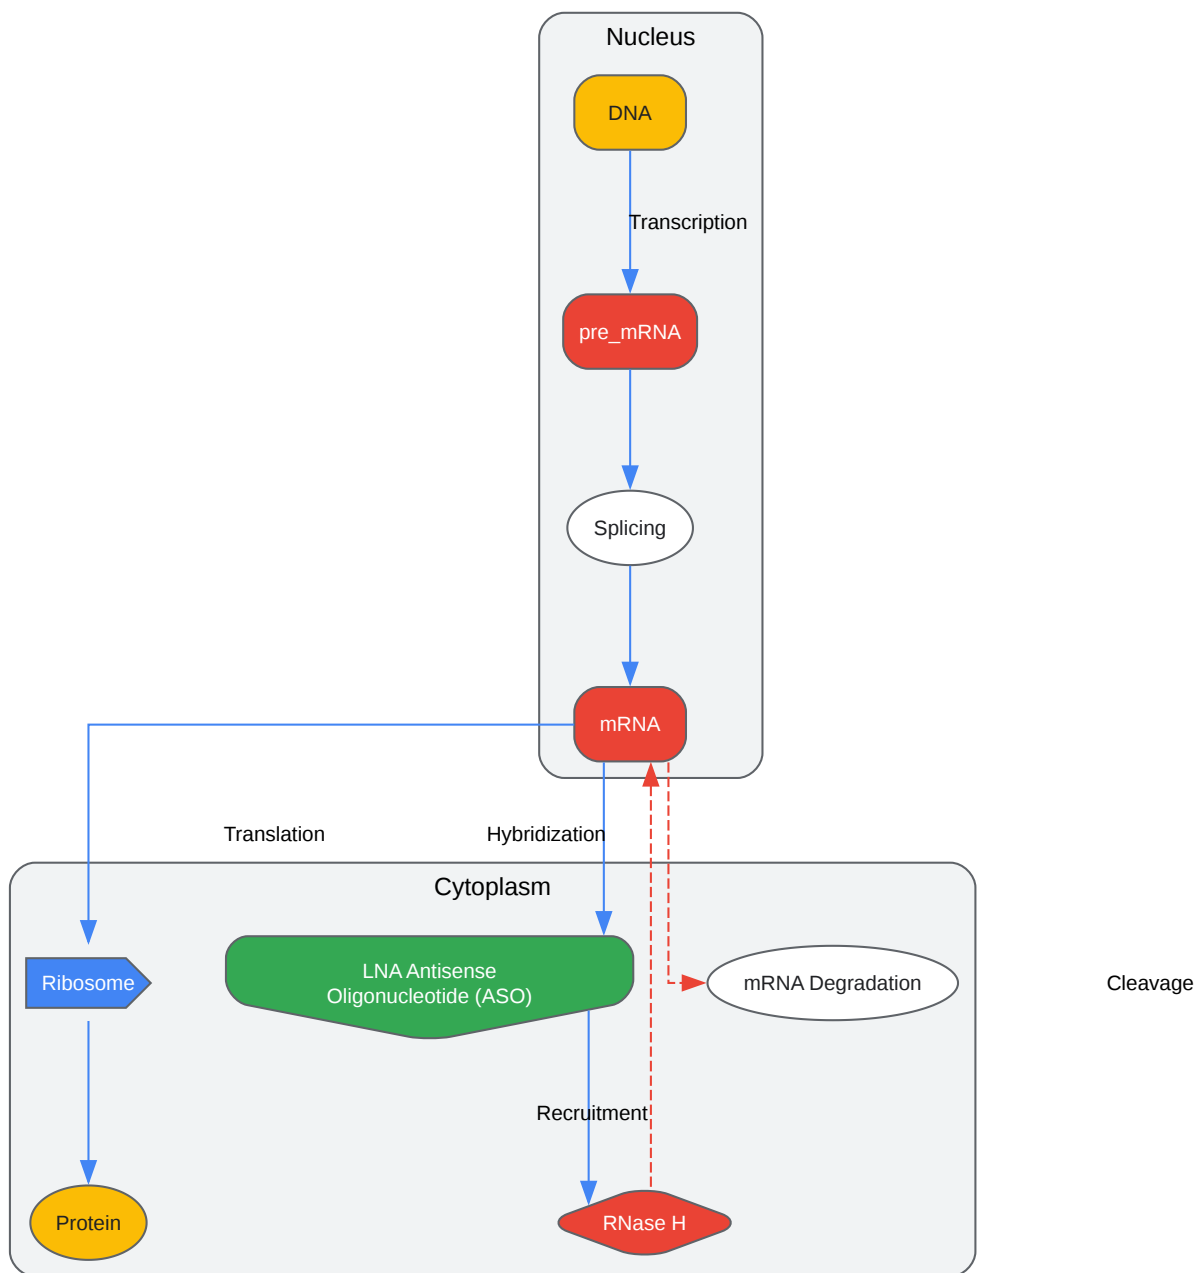 Nucleus
DNA
Transcription
pre_mRNA
Splicing
mRNA
Translation
Hybridization
Cytoplasm
Ribosome
LNA Antisense
Oligonucleotide (ASO)
mRNA Degradation
Cleavage
Recruitment
Protein
RNase H